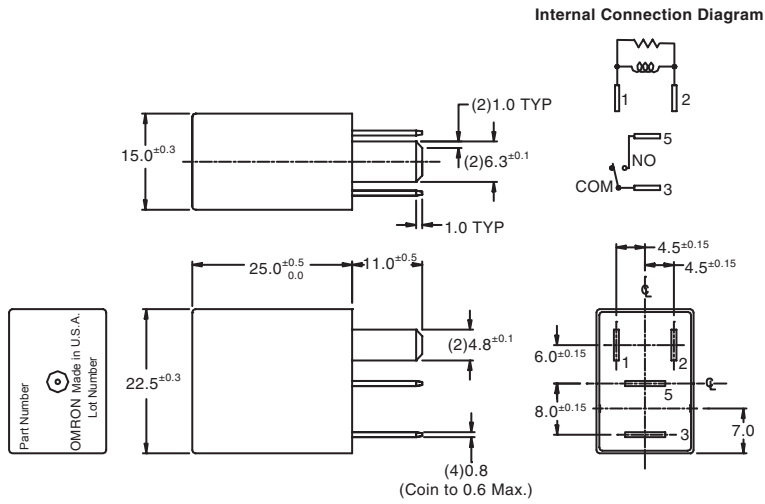 Internal Connection Diagram
1
2
5
NO
COM
3
(2)1.0 TYP
15.0±0.3
(2)6.3±0.1
1.0 TYP
25.0±0.5 0.0
11.0±0.5
4.5±0.15
4.5±0.15
℄
Part Number
OMRON Made in U.S.A.
Lot Number
22.5±0.3
(2)4.8±0.1
6.0±0.15
1
2
℄
5
8.0±0.15
3
7.0
(4)0.8
(Coin to 0.6 Max.)